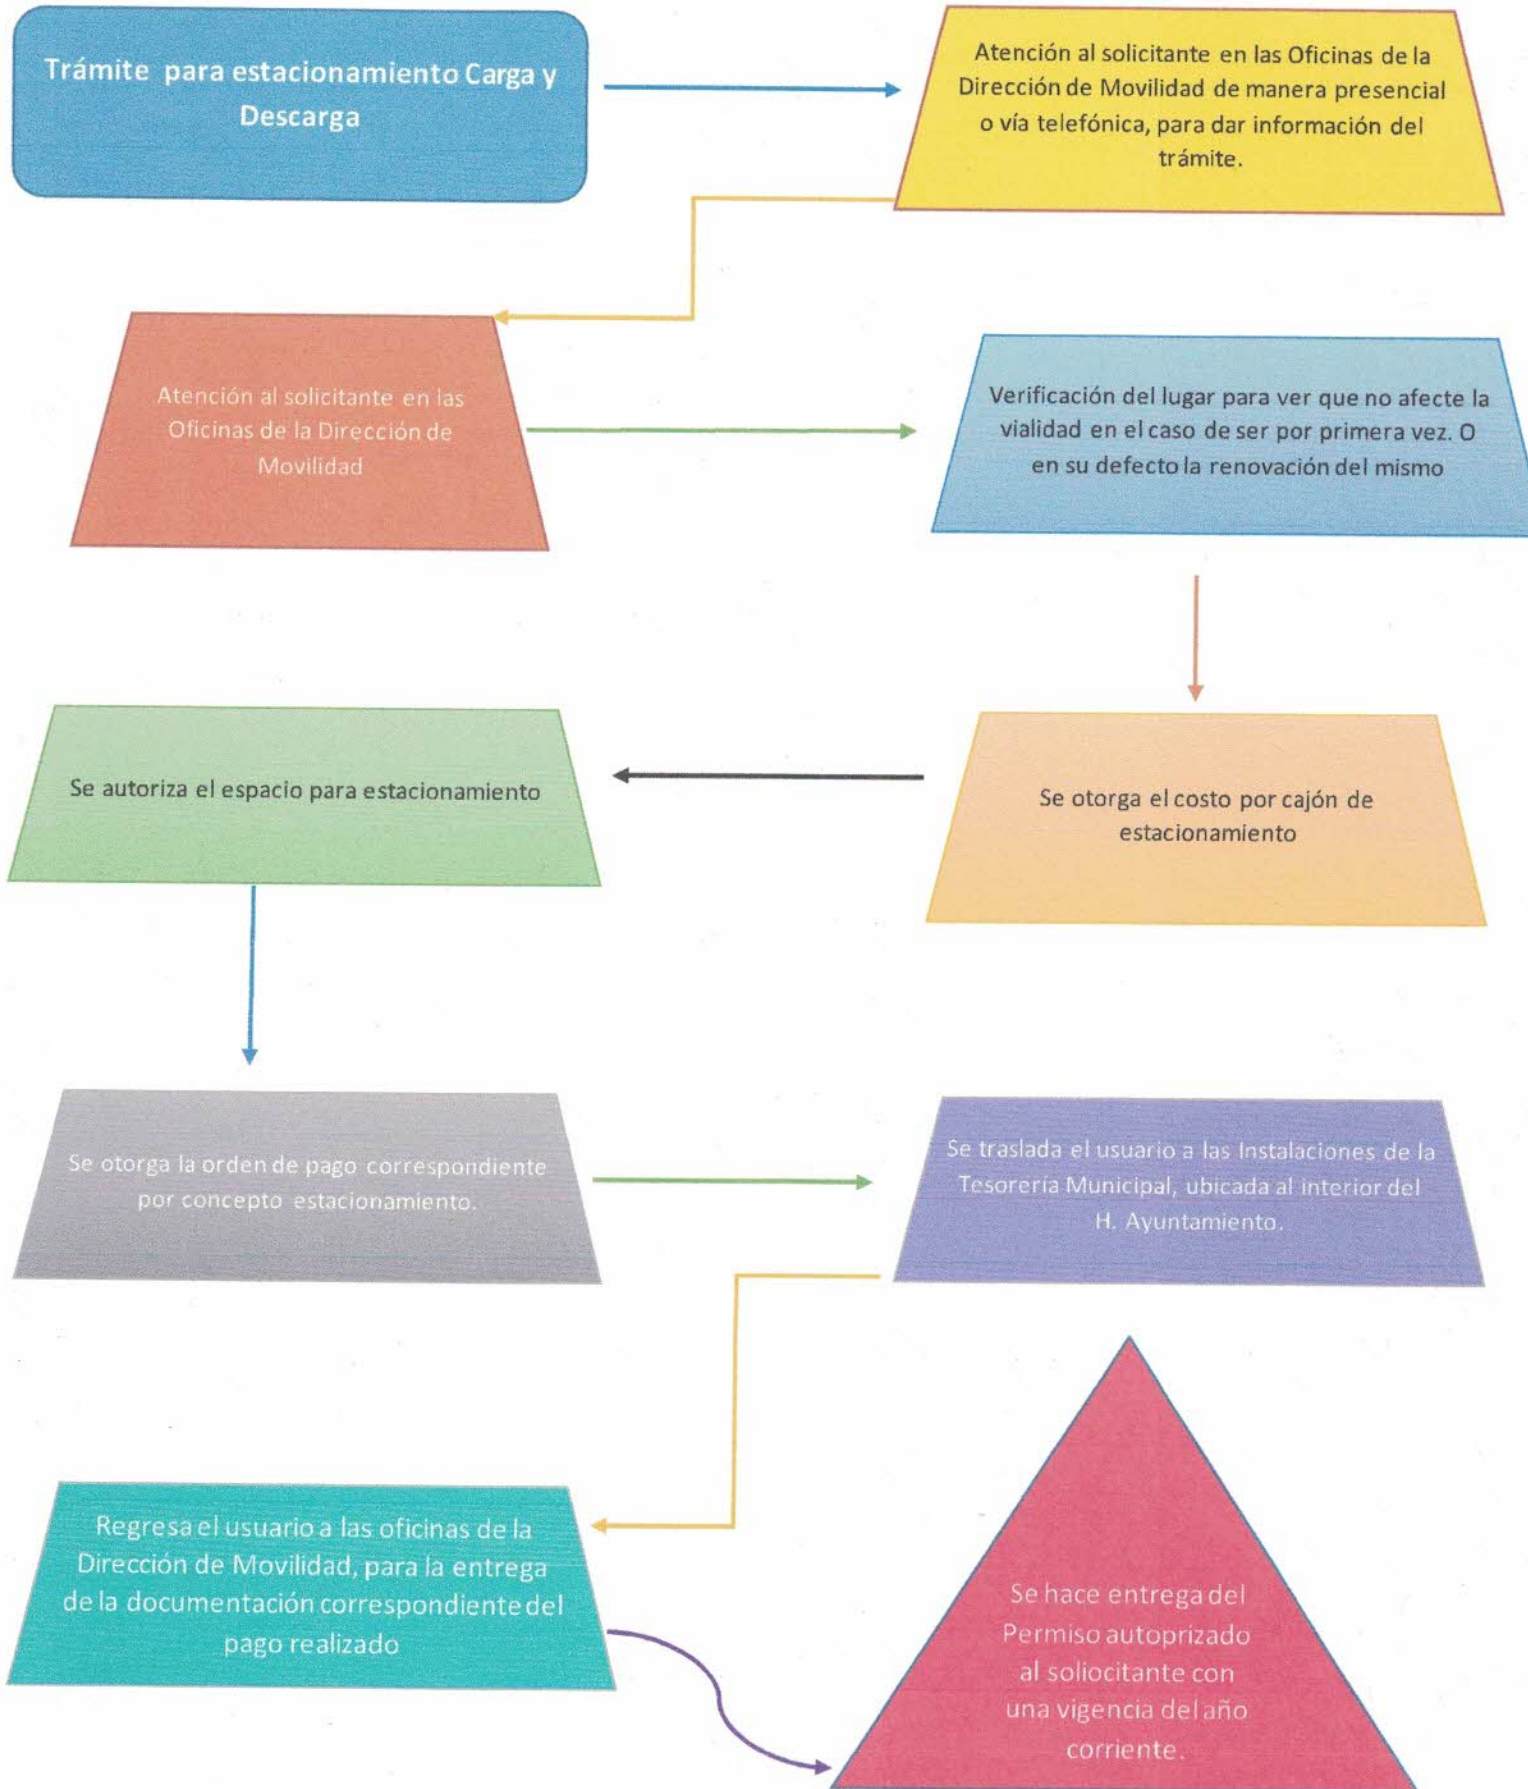 Trámite para estacionamiento Carga y
Descarga
Atención al solicitante en las Oficinas de la
Dirección de Movilidad de manera presencial
o vía telefónica, para dar información del
trámite.
Atención al solicitante en las
Oficinas de la Dirección de
Movilidad
Verificación del lugar para ver que no afecte la
vialidad en el caso de ser por primera vez. O
en su defecto la renovación del mismo
Se autoriza el espacio para estacionamiento
Se otorga el costo por cajón de
estacionamiento
Se otorga la orden de pago correspondiente
por concepto estacionamiento.
Se traslada el usuario a las Instalaciones de la
Tesorería Municipal, ubicada al interior del
H. Ayuntamiento.
Regresa el usuario a las oficinas de la
Dirección de Movilidad, para la entrega
de la documentación correspondiente del
pago realizado
Se hace entrega del
Permiso autoprizado
al soliocitante con
una vigencia del año
corriente.